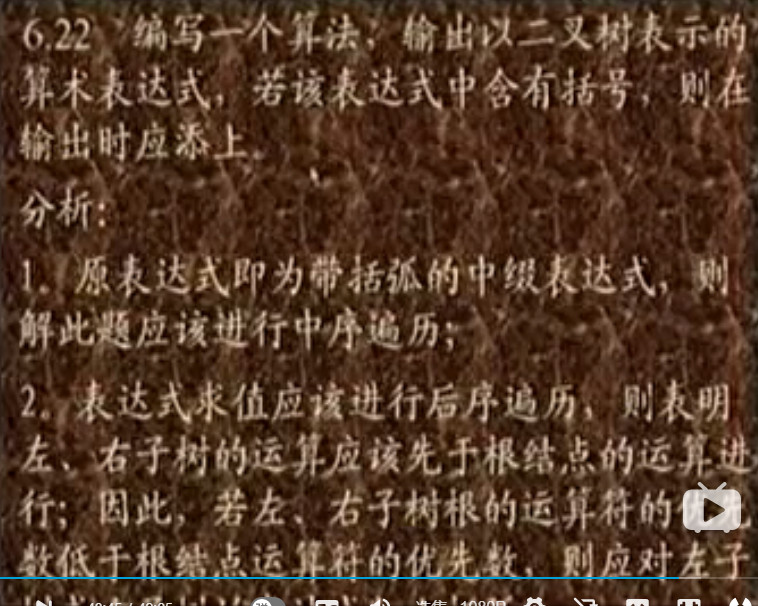 6.22 编写一个算法，输出以二叉树表示的
算术表达式，若该表达式中含有括号，则在
输出时应添上。
分析：
1。原表达式即为带括弧的中缀表达式，则
解此题应该进行中序遍历；
2。表达式求值应该进行后序遍历，则表明
左、右子树的运算应该先于根结点的运算进
行；因此，若左、右子树根的运算符的优先
数低于根结点运算符的优先数，则应对左子